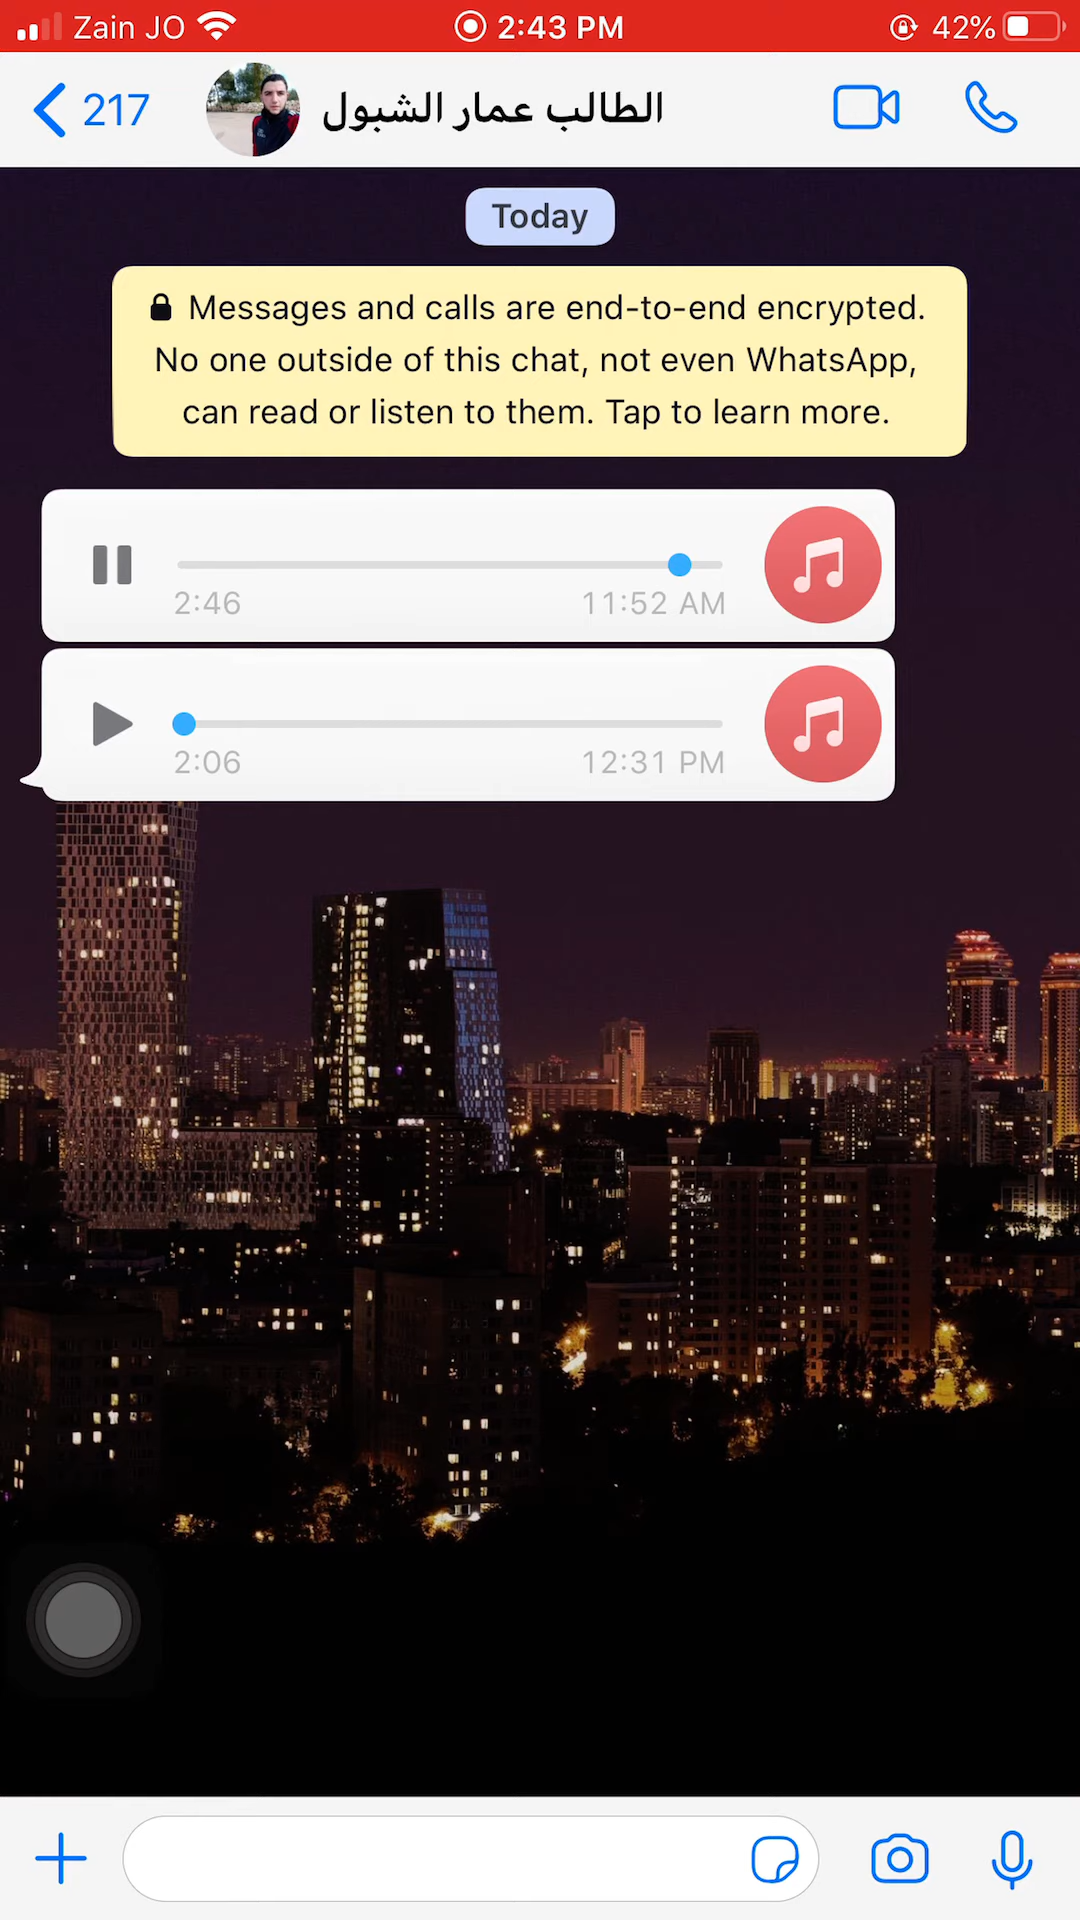 Zain JO 2:43 PM 42%
217 الطالب عمار الشبول
Today
Messages and calls are end-to-end encrypted.
No one outside of this chat, not even WhatsApp,
can read or listen to them. Tap to learn more.
2:46 11:52 AM
2:06 12:31 PM